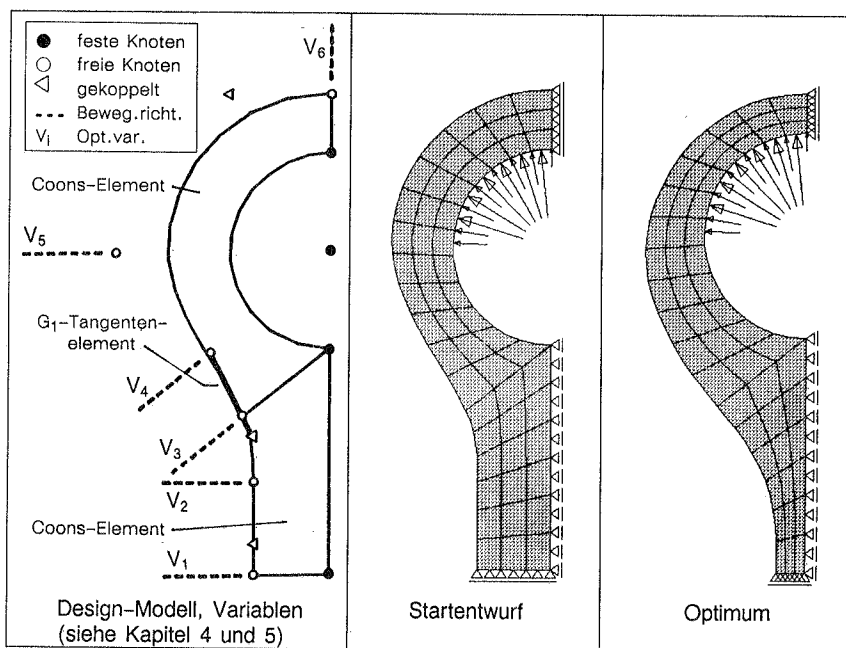 feste Knoten
freie Knoten
gekoppelt
Beweg.richt.
Vi Opt.var.
V6
Coons-Element
V5
G1-Tangenten-
element
V4
V3
V2
Coons-Element
V1
Design-Modell, Variablen
(siehe Kapitel 4 und 5)
Startentwurf
Optimum